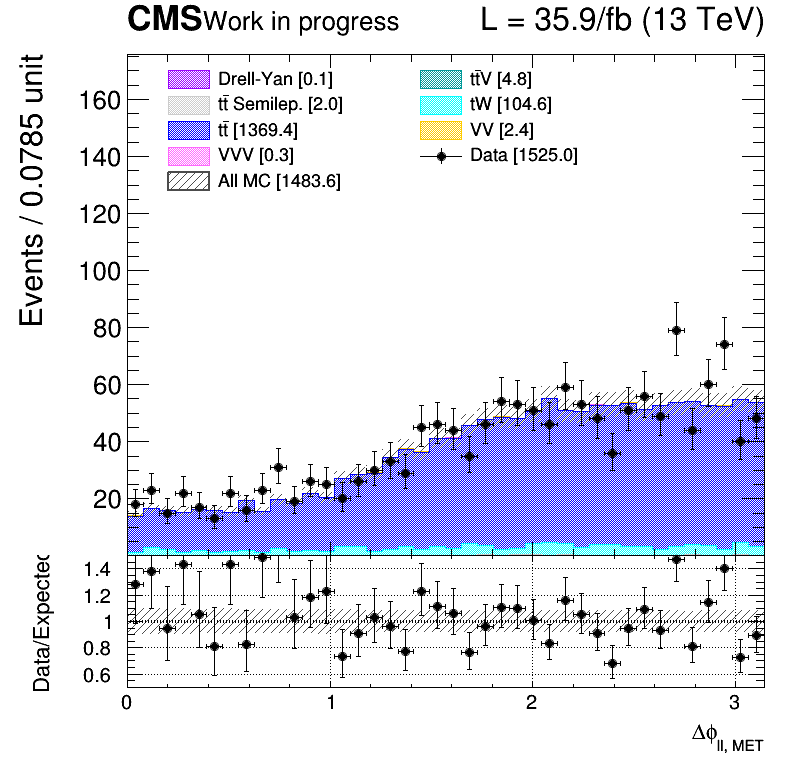 CMS Work in progress L = 35.9/fb (13 TeV)
Events / 0.0785 unit
160
140
120
100
80
60
40
20
Drell-Yan [0.1]
tt̄ Semilep. [2.0]
tt̄ [1369.4]
VVV [0.3]
All MC [1483.6]
tt̄V [4.8]
tW [104.6]
VV [2.4]
Data [1525.0]
Data/Expected
1.4
1.2
1
0.8
0.6
0 1 2 3
Δϕll, MET